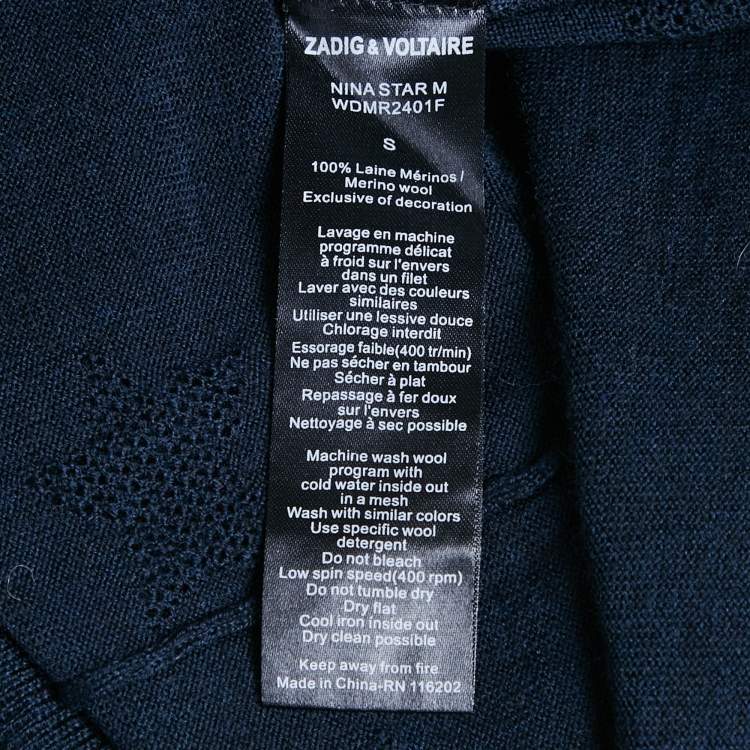 ZADIG & VOLTAIRE
NINA STAR M
WDMR2401F
S
100% Laine Mérinos /
Merino wool
Exclusive of decoration
Lavage en machine
programme délicat
à froid sur l'envers
dans un filet
Laver avec des couleurs
similaires
Utiliser une lessive douce
Chlorage interdit
Essorage faible(400 tr/min)
Ne pas sécher en tambour
Sécher à plat
Repassage à fer doux
sur l'envers
Nettoyage à sec possible
Machine wash wool
program with
cold water inside out
in a mesh
Wash with similar colors
Use specific wool
detergent
Do not bleach
Low spin speed(400 rpm)
Do not tumble dry
Dry flat
Cool iron inside out
Dry clean possible
Keep away from fire
Made in China-RN 116202